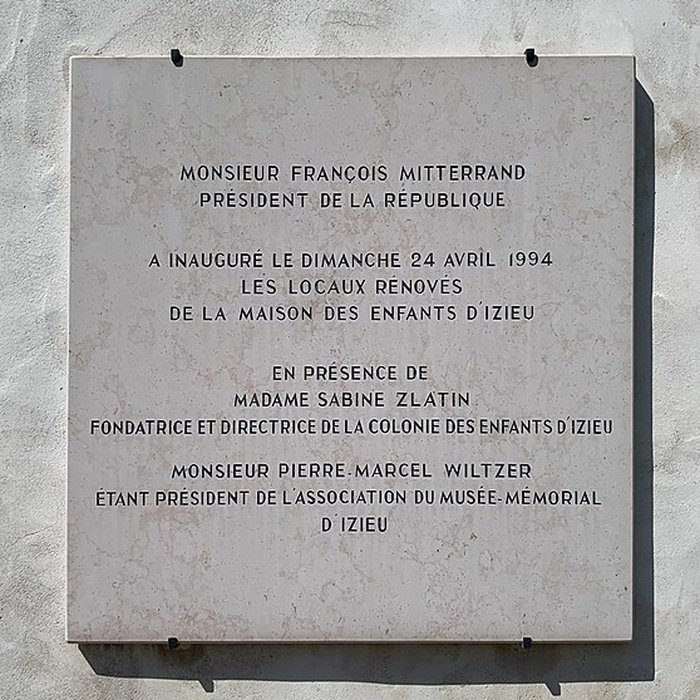 MONSIEUR FRANÇOIS MITTERRAND
PRÉSIDENT DE LA RÉPUBLIQUE
A INAUGURÉ LE DIMANCHE 24 AVRIL 1994
LES LOCAUX RÉNOVÉS
DE LA MAISON DES ENFANTS D'IZIEU
EN PRÉSENCE DE
MADAME SABINE ZLATIN
FONDATRICE ET DIRECTRICE DE LA COLONIE DES ENFANTS D'IZIEU
MONSIEUR PIERRE-MARCEL WILTZER
ÉTANT PRÉSIDENT DE L'ASSOCIATION DU MUSÉE-MÉMORIAL
D'IZIEU